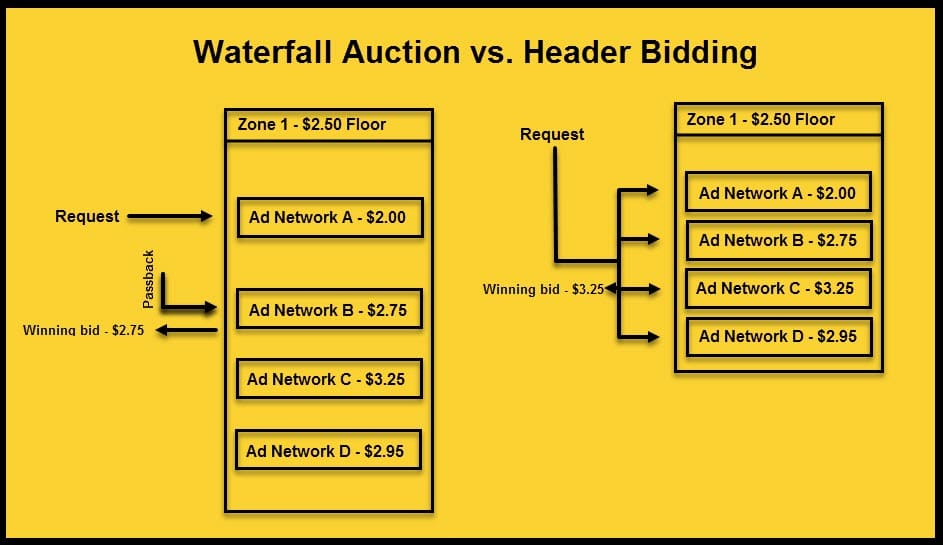 Waterfall Auction vs. Header Bidding
Zone 1 - $2.50 Floor
Request
Ad Network A - $2.00
Passback
Ad Network B - $2.75
Winning bid - $2.75
Ad Network C - $3.25
Ad Network D - $2.95
Zone 1 - $2.50 Floor
Request
Ad Network A - $2.00
Ad Network B - $2.75
Winning bid - $3.25
Ad Network C - $3.25
Ad Network D - $2.95